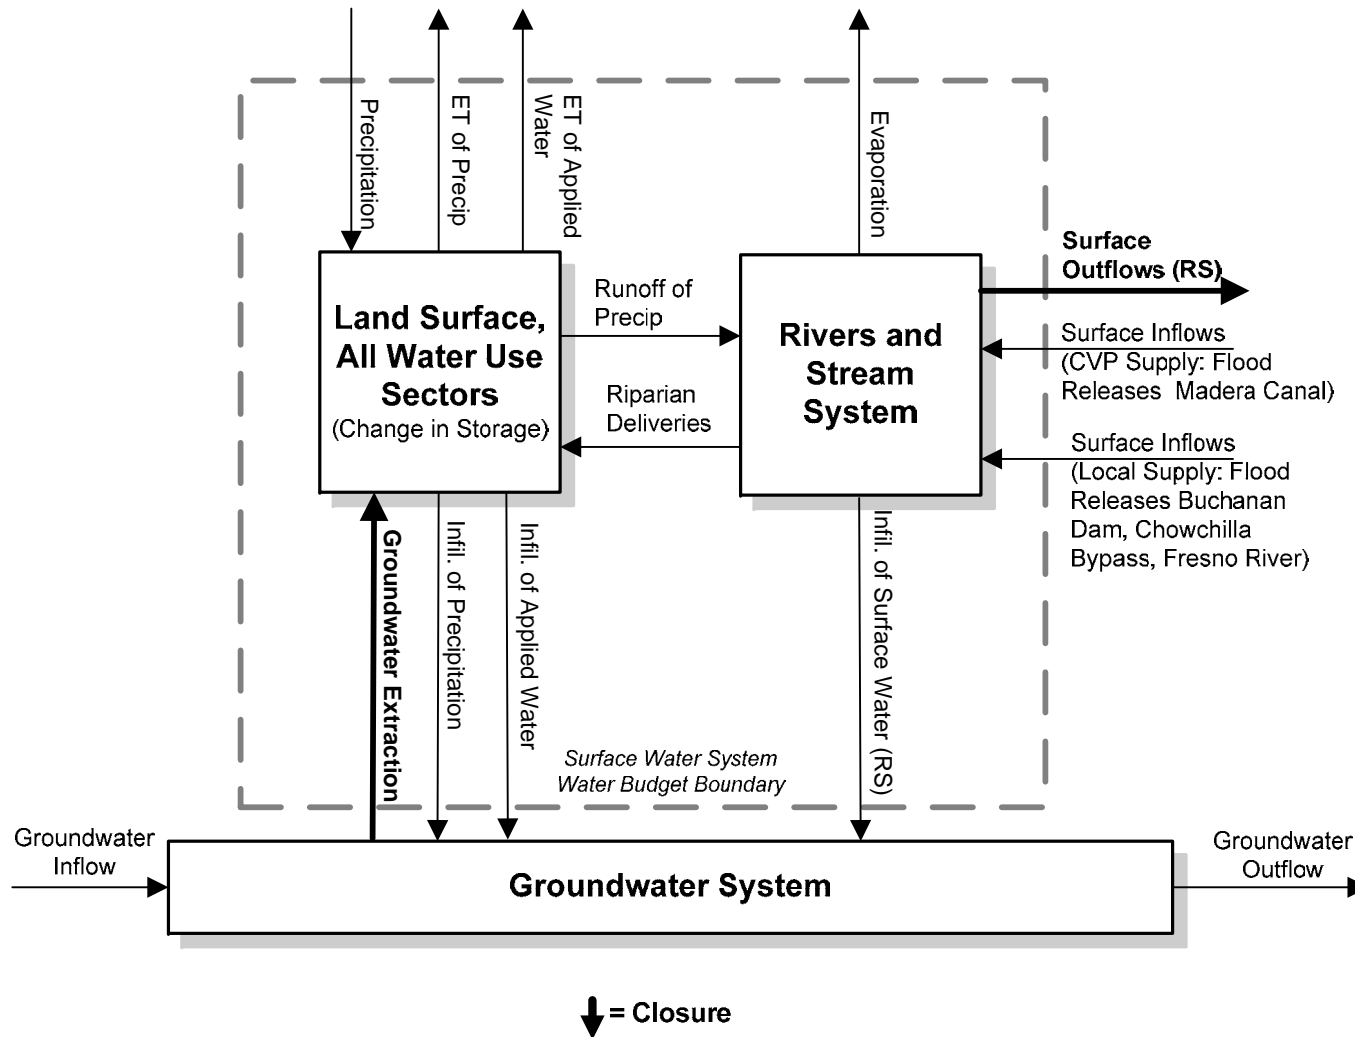 Precipitation
ET of Precip
ET of Applied
Water
Evaporation
Surface
Outflows (RS)
Land Surface,
All Water Use
Sectors
(Change in Storage)
Runoff of
Precip
Riparian
Deliveries
Rivers and
Stream
System
Surface Inflows
(CVP Supply: Flood
Releases Madera Canal)
Surface Inflows
(Local Supply: Flood
Releases Buchanan
Dam, Chowchilla
Bypass, Fresno River)
Groundwater Extraction
Infil. of Precipitation
Infil. of Applied Water
Infil. of Surface Water (RS)
Surface Water System
Water Budget Boundary
Groundwater
Inflow
Groundwater System
Groundwater
Outflow
= Closure